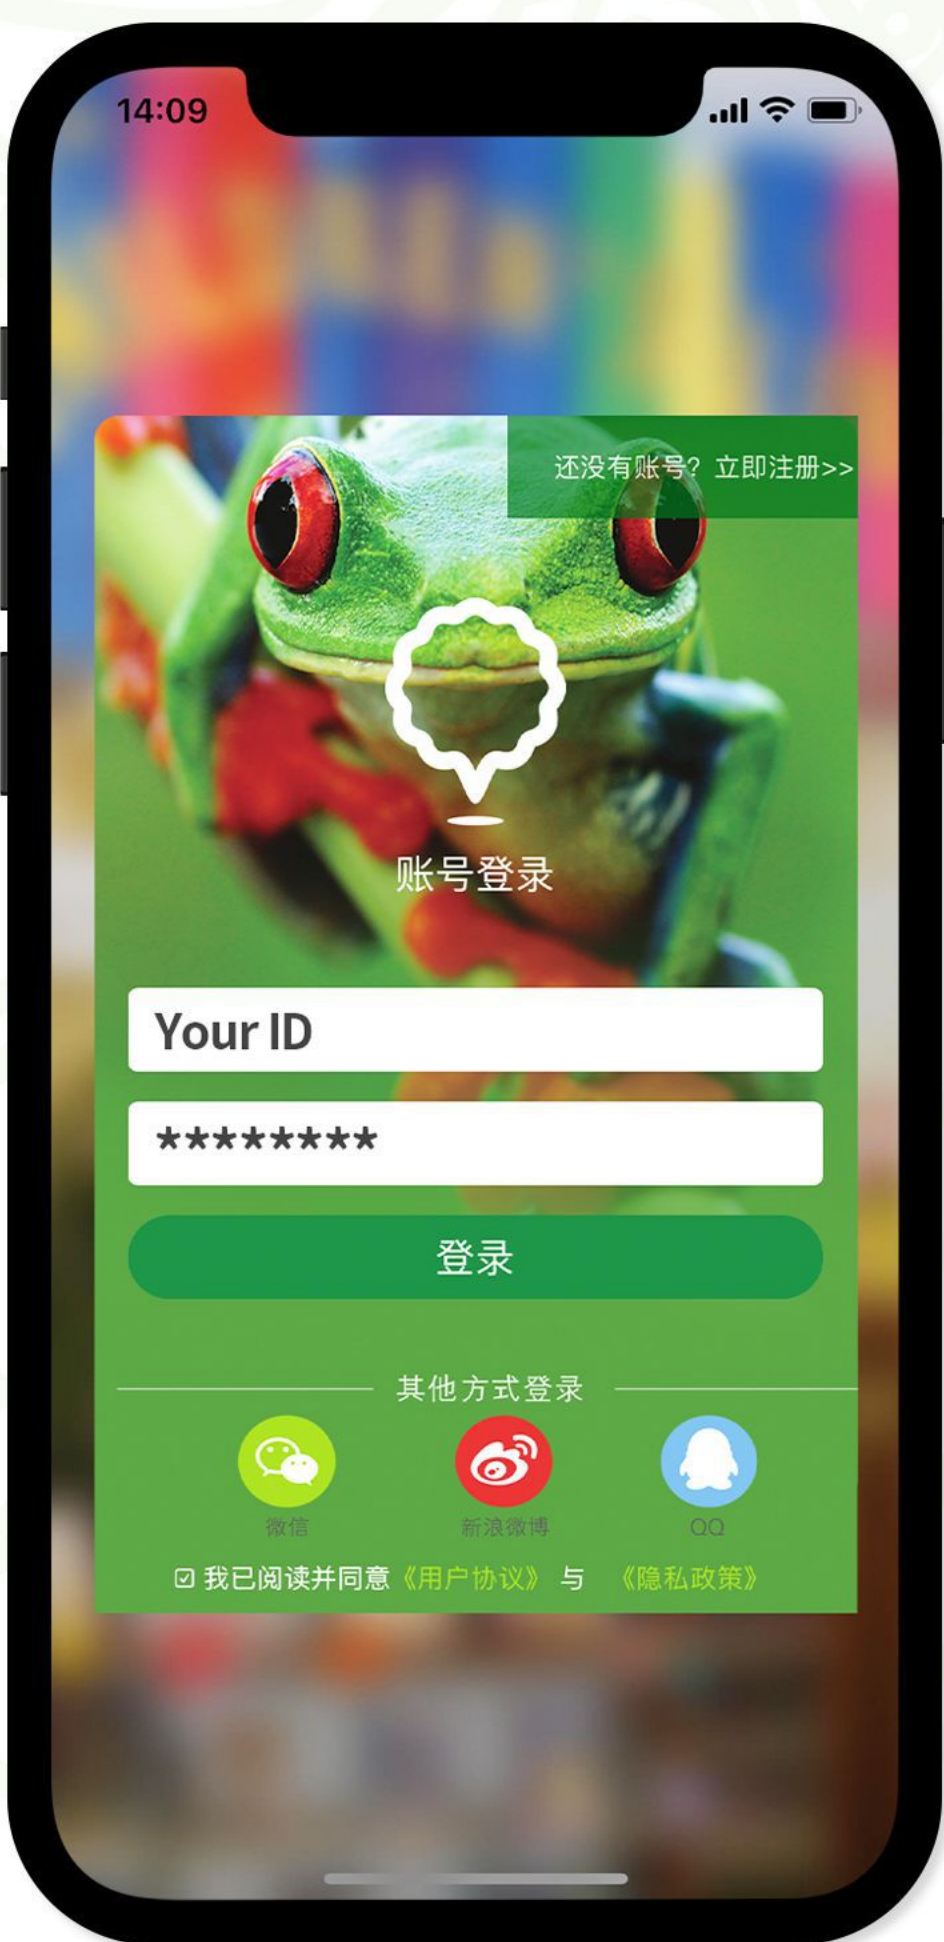 14:09
还没有账号？立即注册>>
账号登录
Your ID
********
登录
其他方式登录
微信 新浪微博 QQ
我已阅读并同意《用户协议》 与 《隐私政策》